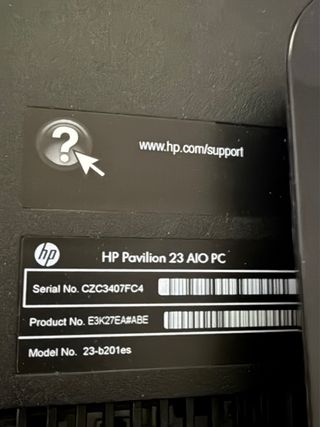 ?
www.hp.com/support
hp
HP Pavilion 23 AIO PC
Serial No. CZC3407FC4
Product No. E3K27EA#ABE
Model No. 23-b201es